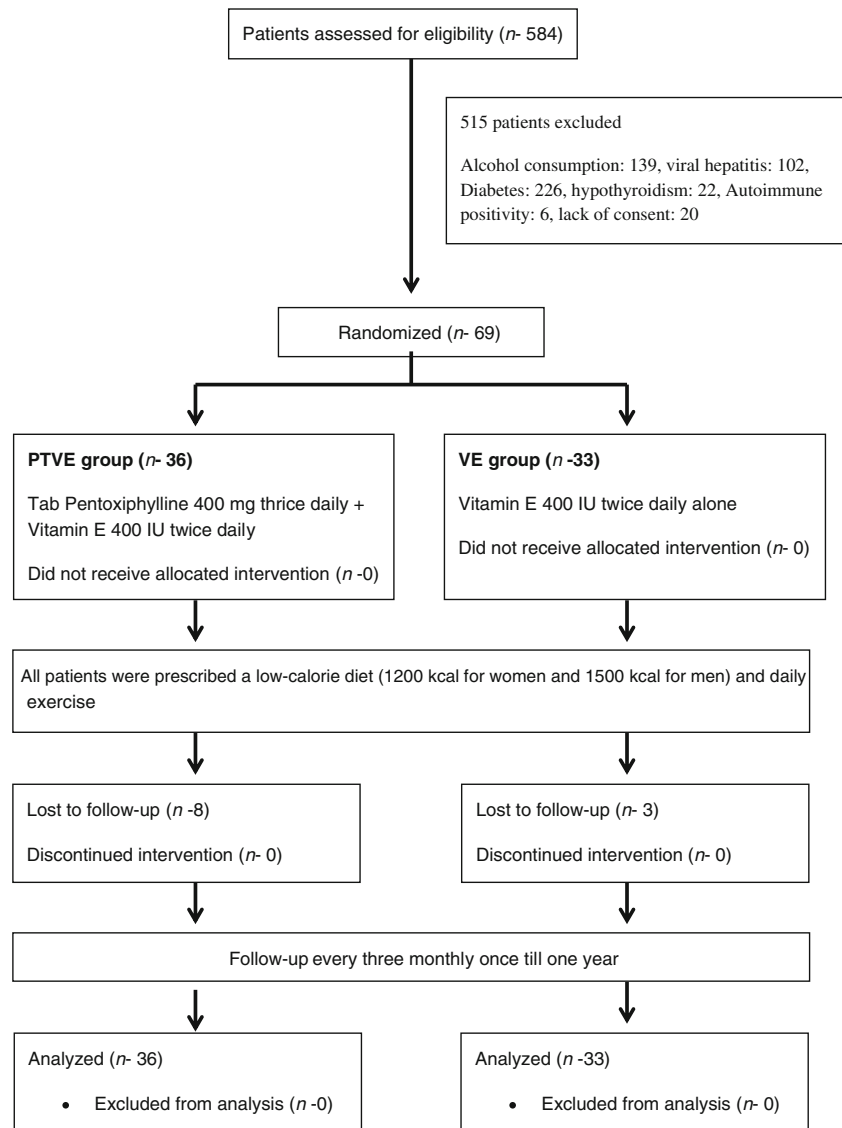 Patients assessed for eligibility (n- 584)
515 patients excluded
Alcohol consumption: 139, viral hepatitis: 102,
Diabetes: 226, hypothyroidism: 22, Autoimmune
positivity: 6, lack of consent: 20
Randomized (n- 69)
PTVE group (n- 36)
Tab Pentoxiphylline 400 mg thrice daily +
Vitamin E 400 IU twice daily
Did not receive allocated intervention (n -0)
VE group (n -33)
Vitamin E 400 IU twice daily alone
Did not receive allocated intervention (n- 0)
All patients were prescribed a low-calorie diet (1200 kcal for women and 1500 kcal for men) and daily
exercise
Lost to follow-up (n -8)
Discontinued intervention (n- 0)
Lost to follow-up (n- 3)
Discontinued intervention (n- 0)
Follow-up every three monthly once till one year
Analyzed (n- 36)
• Excluded from analysis (n -0)
Analyzed (n -33)
• Excluded from analysis (n- 0)